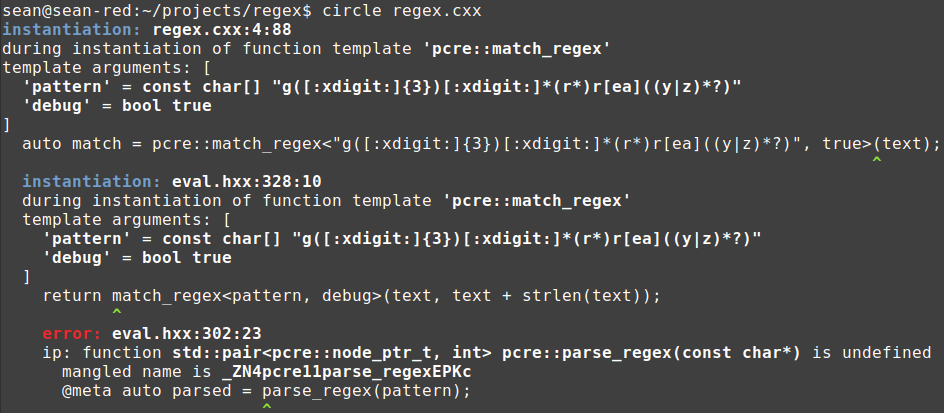 sean@sean-red:~/projects/regex$ circle regex.cxx
instantiation: regex.cxx:4:88
during instantiation of function template 'pcre::match_regex'
template arguments: [
  'pattern' = const char[] "g([:xdigit:]{3})[:xdigit:]*(r*)r[ea]((y|z)*?)"
  'debug' = bool true
]
  auto match = pcre::match_regex<"g([:xdigit:]{3})[:xdigit:]*(r*)r[ea]((y|z)*?)", true>(text);
                                                                                       ^
  instantiation: eval.hxx:328:10
  during instantiation of function template 'pcre::match_regex'
  template arguments: [
    'pattern' = const char[] "g([:xdigit:]{3})[:xdigit:]*(r*)r[ea]((y|z)*?)"
    'debug' = bool true
  ]
    return match_regex<pattern, debug>(text, text + strlen(text));
           ^
    error: eval.hxx:302:23
    ip: function std::pair<pcre::node_ptr_t, int> pcre::parse_regex(const char*) is undefined
      mangled name is _ZN4pcre11parse_regexEPKc
      @meta auto parsed = parse_regex(pattern);
                          ^